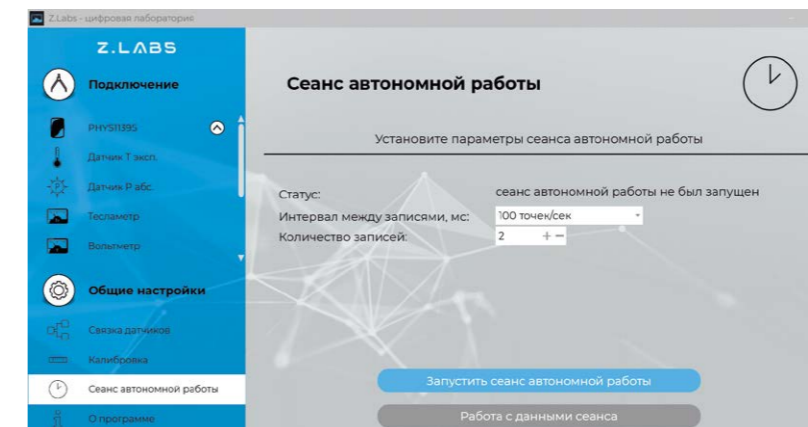 Z.Labs - цифровая лаборатория
Z.LABS
Подключение
PHYS11395
Датчик Т эксп.
Датчик Р абс.
Тесламетр
Вольтметр
Общие настройки
Связка датчиков
Калибровка
Сеанс автономной работы
О программе
Сеанс автономной работы
Установите параметры сеанса автономной работы
Статус: сеанс автономной работы не был запущен
Интервал между записями, мс: 100 точек/сек
Количество записей: 2 + −
Запустить сеанс автономной работы
Работа с данными сеанса